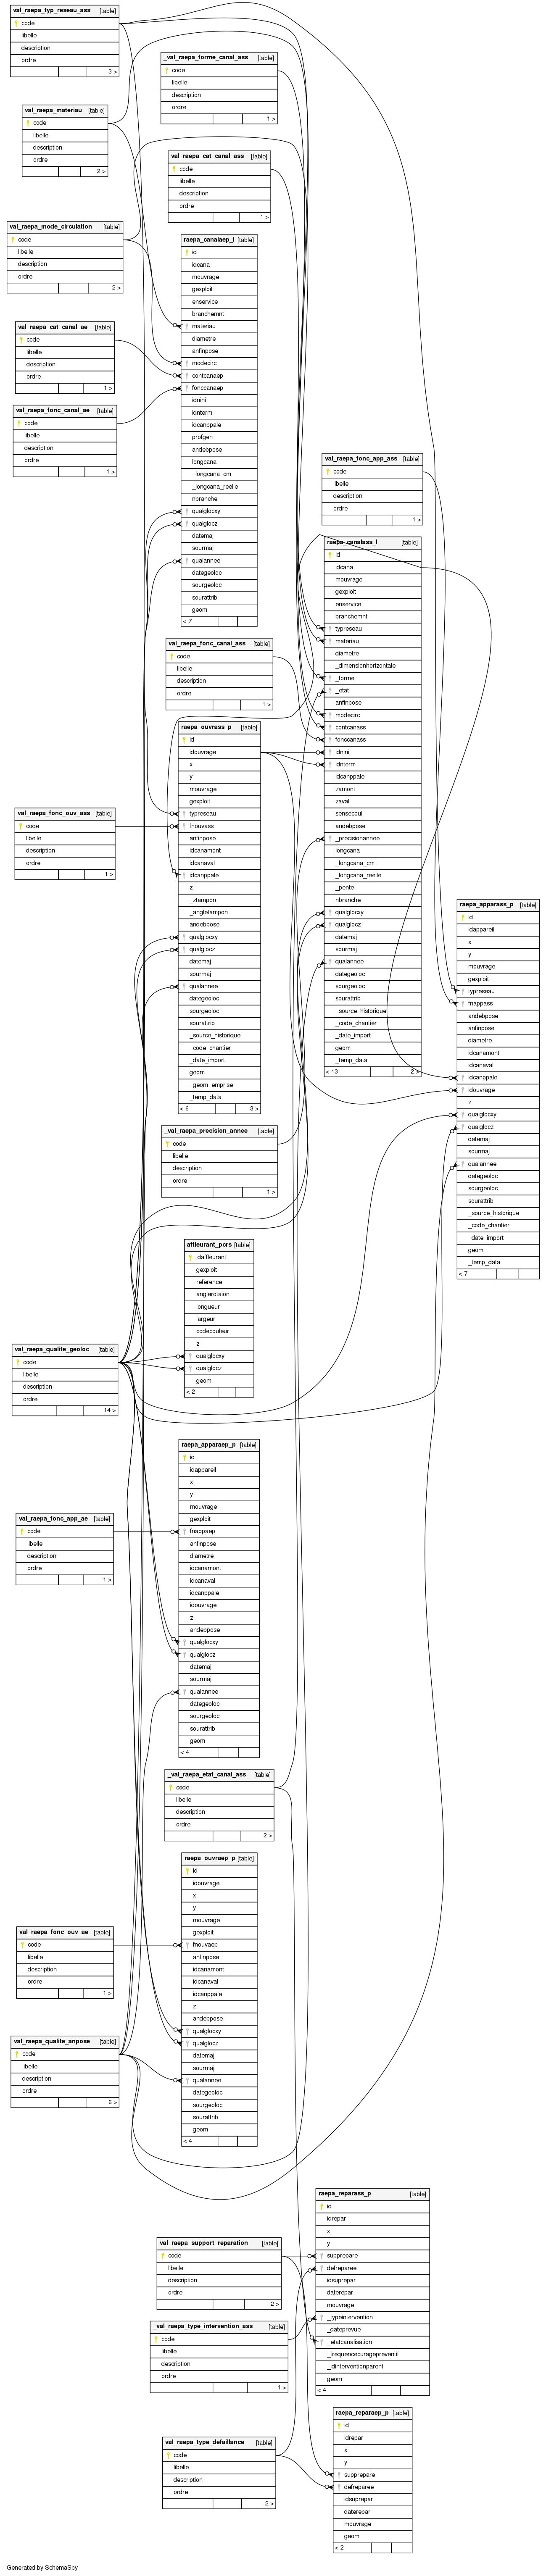 val_raepa_typ_reseau_ass [table]
code
libelle
description
ordre
3 >
_val_raepa_forme_canal_ass [table]
code
libelle
description
ordre
1 >
val_raepa_materiau [table]
code
libelle
description
ordre
2 >
val_raepa_cat_canal_ass [table]
code
libelle
description
ordre
1 >
val_raepa_mode_circulation [table]
code
libelle
description
ordre
2 >
raepa_canalaep_l [table]
id
idcana
mouvrage
gexploit
enservice
branchemnt
materiau
diametre
anfinpose
modecirc
contcanaep
fonccanaep
idnini
idnterm
idcanppale
profgen
andebpose
longcana
_longcana_cm
_longcana_reelle
nbranche
qualglocxy
qualglocz
datemaj
sourmaj
qualannee
dategeoloc
sourgeoloc
sourattrib
geom
< 7
val_raepa_cat_canal_ae [table]
code
libelle
description
ordre
1 >
val_raepa_fonc_canal_ae [table]
code
libelle
description
ordre
1 >
val_raepa_fonc_app_ass [table]
code
libelle
description
ordre
1 >
raepa_canalass_l [table]
id
idcana
mouvrage
gexploit
enservice
branchemnt
typreseau
materiau
diametre
_dimensionhorizontale
_forme
_etat
anfinpose
modecirc
contcanass
fonccanass
idnini
idnterm
idcanppale
zamont
zaval
sensecoul
andebpose
_precisionannee
longcana
_longcana_cm
_longcana_reelle
_pente
nbranche
qualglocxy
qualglocz
datemaj
sourmaj
qualannee
dategeoloc
sourgeoloc
sourattrib
_source_historique
_code_chantier
_date_import
geom
_temp_data
< 13 2 >
val_raepa_fonc_canal_ass [table]
code
libelle
description
ordre
1 >
raepa_ouvrass_p [table]
id
idouvrage
x
y
mouvrage
gexploit
typreseau
fnouvass
anfinpose
idcanamont
idcanaval
idcanppale
z
_ztampon
_angletampon
andebpose
qualglocxy
qualglocz
datemaj
sourmaj
qualannee
dategeoloc
sourgeoloc
sourattrib
_source_historique
_code_chantier
_date_import
geom
_geom_emprise
_temp_data
< 6 3 >
val_raepa_fonc_ouv_ass [table]
code
libelle
description
ordre
1 >
raepa_apparass_p [table]
id
idappareil
x
y
mouvrage
gexploit
typreseau
fnappass
andebpose
anfinpose
diametre
idcanamont
idcanaval
idcanppale
idouvrage
z
qualglocxy
qualglocz
datemaj
sourmaj
qualannee
dategeoloc
sourgeoloc
sourattrib
_source_historique
_code_chantier
_date_import
geom
_temp_data
< 7
_val_raepa_precision_annee [table]
code
libelle
description
ordre
1 >
affleurant_pcrs [table]
idaffleurant
gexploit
reference
anglerotaion
longueur
largeur
codecouleur
z
qualglocxy
qualglocz
geom
< 2
val_raepa_qualite_geoloc [table]
code
libelle
description
ordre
14 >
raepa_apparaep_p [table]
id
idappareil
x
y
mouvrage
gexploit
fnappaep
anfinpose
diametre
idcanamont
idcanaval
idcanppale
idouvrage
z
andebpose
qualglocxy
qualglocz
datemaj
sourmaj
qualannee
dategeoloc
sourgeoloc
sourattrib
geom
< 4
val_raepa_fonc_app_ae [table]
code
libelle
description
ordre
1 >
_val_raepa_etat_canal_ass [table]
code
libelle
description
ordre
2 >
raepa_ouvraep_p [table]
id
idouvrage
x
y
mouvrage
gexploit
fnouvaep
anfinpose
idcanamont
idcanaval
idcanppale
z
andebpose
qualglocxy
qualglocz
datemaj
sourmaj
qualannee
dategeoloc
sourgeoloc
sourattrib
geom
< 4
val_raepa_fonc_ouv_ae [table]
code
libelle
description
ordre
1 >
val_raepa_qualite_anpose [table]
code
libelle
description
ordre
6 >
raepa_reparass_p [table]
id
idrepar
x
y
supprepare
defreparee
idsuprepar
daterepar
mouvrage
_typeintervention
_dateprevue
_etatcanalisation
_frequencecuragepreventif
_idinterventionparent
geom
< 4
val_raepa_support_reparation [table]
code
libelle
description
ordre
2 >
_val_raepa_type_intervention_ass [table]
code
libelle
description
ordre
1 >
raepa_reparaep_p [table]
id
idrepar
x
y
supprepare
defreparee
idsuprepar
daterepar
mouvrage
geom
< 2
val_raepa_type_defaillance [table]
code
libelle
description
ordre
2 >
Generated by SchemaSpy